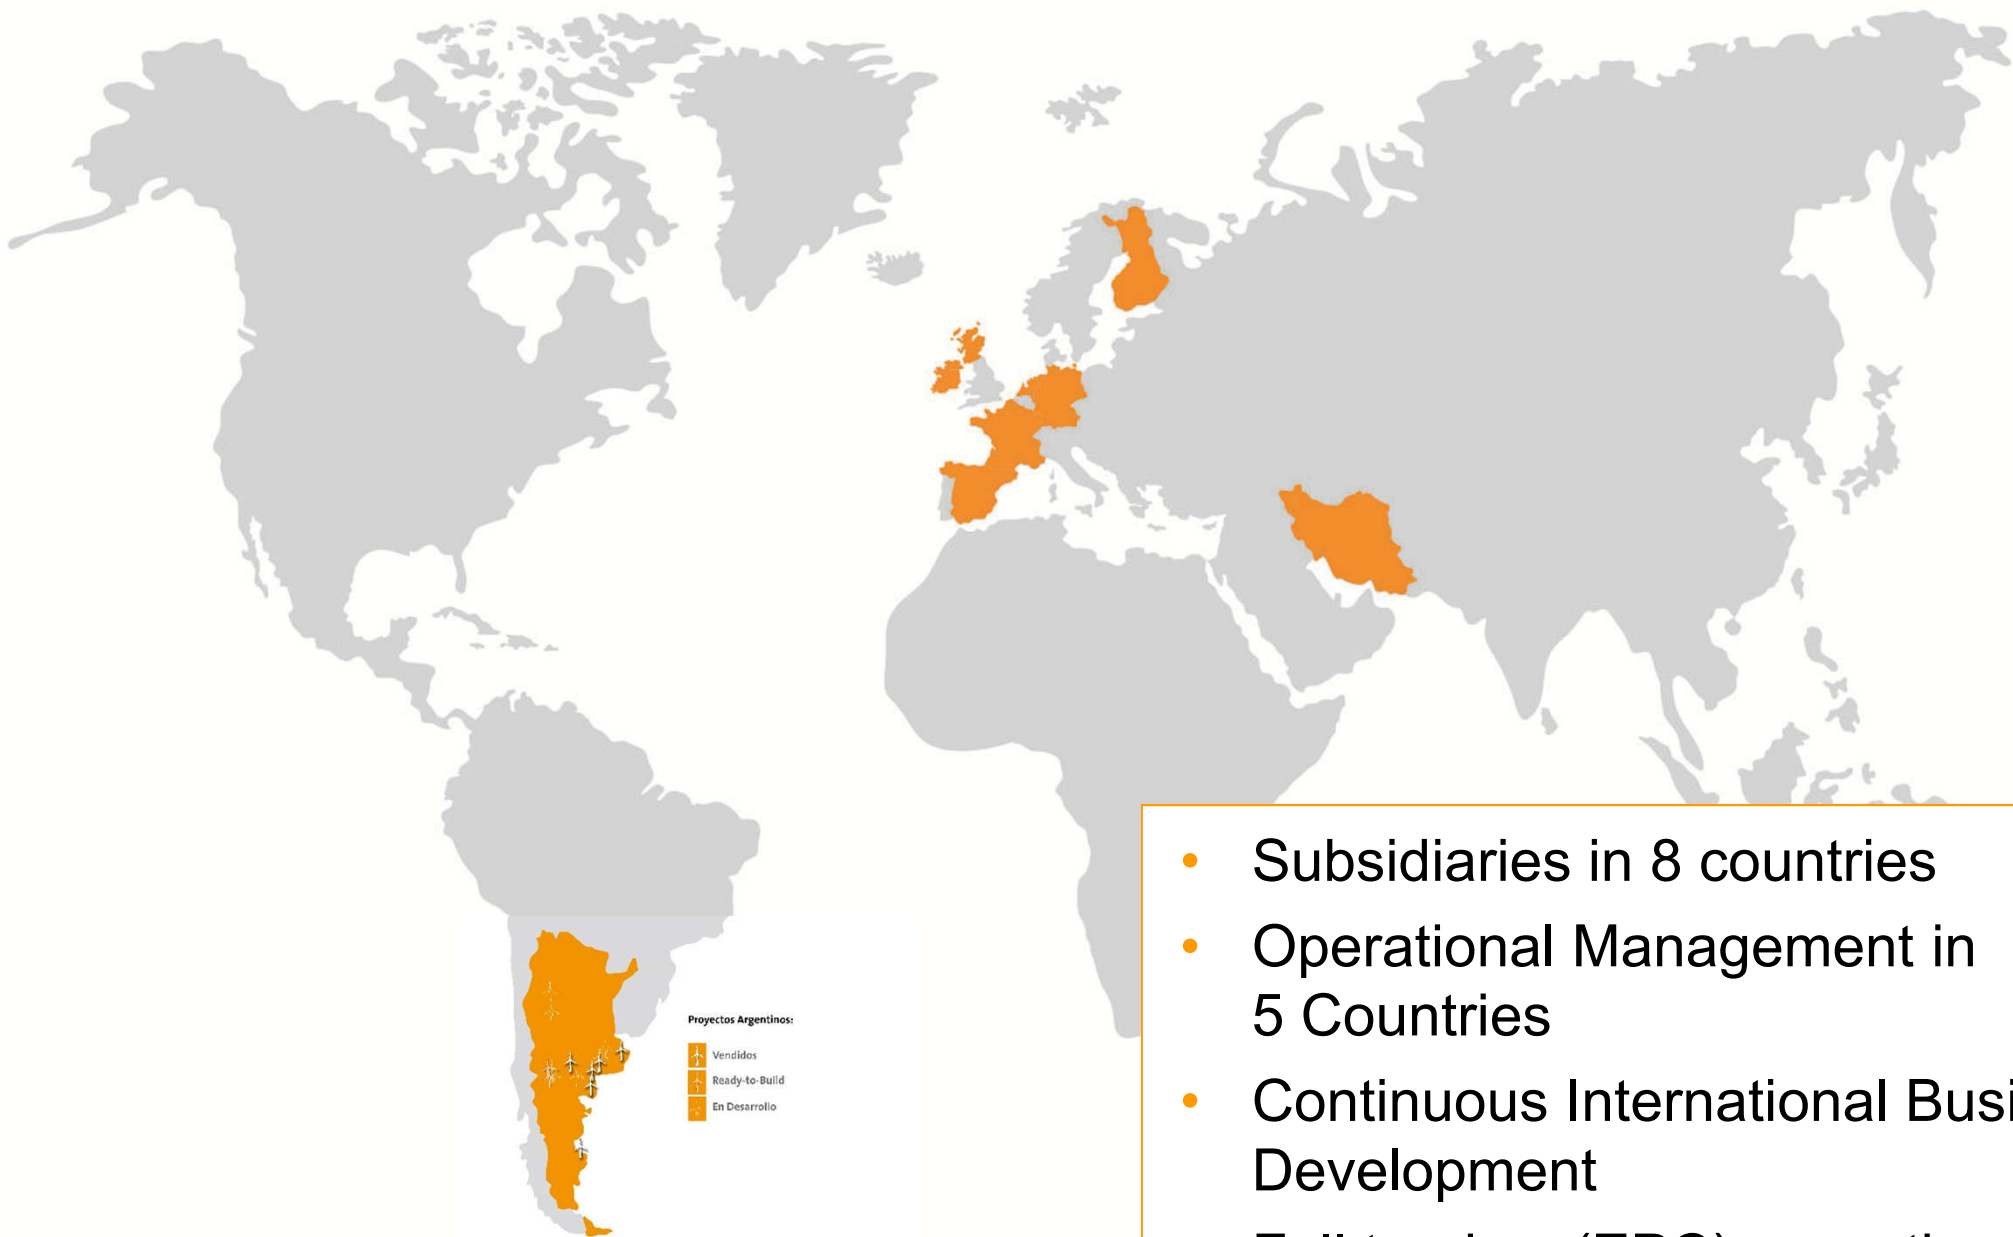 Proyectos Argentinos:
Vendidos
Ready-to-Build
En Desarrollo
• Subsidiaries in 8 countries
• Operational Management in
5 Countries
• Continuous International Busi
Development